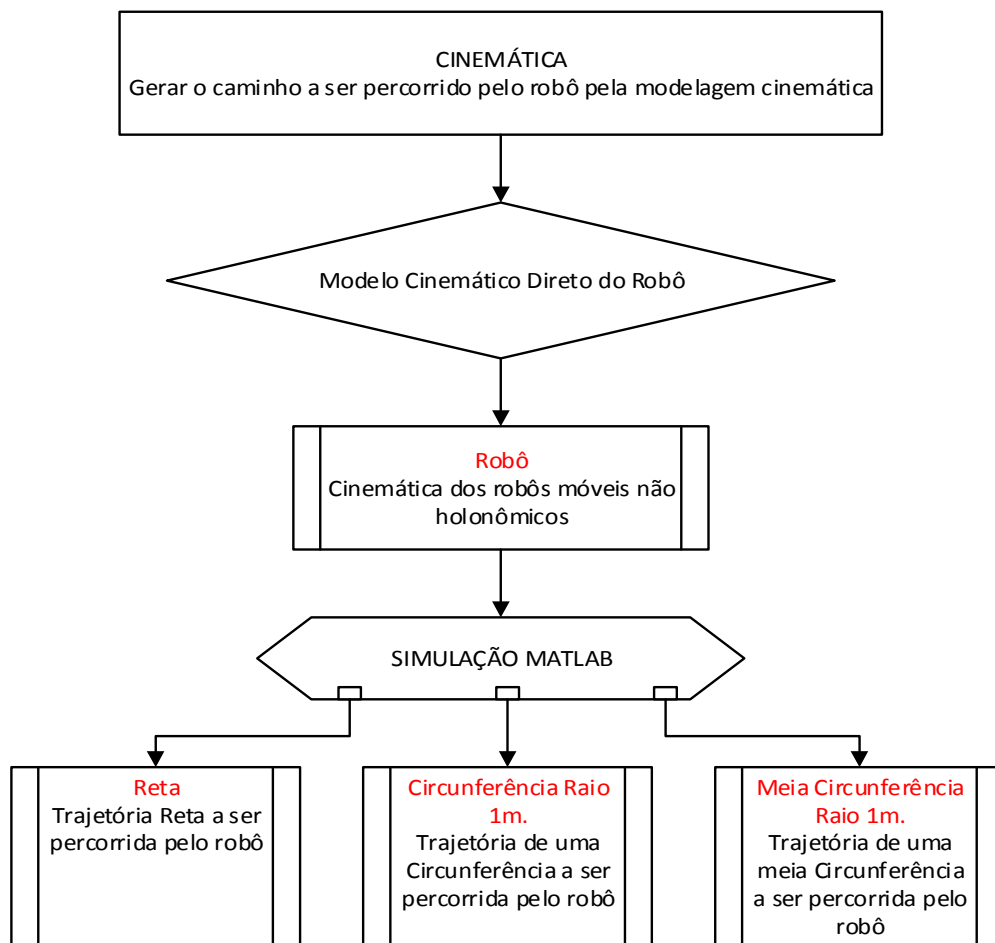 CINEMÁTICA
Gerar o caminho a ser percorrido pelo robô pela modelagem cinemática
Modelo Cinemático Direto do Robô
Robô
Cinemática dos robôs móveis não
holonômicos
SIMULAÇÃO MATLAB
Reta
Trajetória Reta a ser
percorrida pelo robô
Circunferência Raio
1m.
Trajetória de uma
Circunferência a ser
percorrida pelo robô
Meia Circunferência
Raio 1m.
Trajetória de uma
meia Circunferência
a ser percorrida pelo
robô